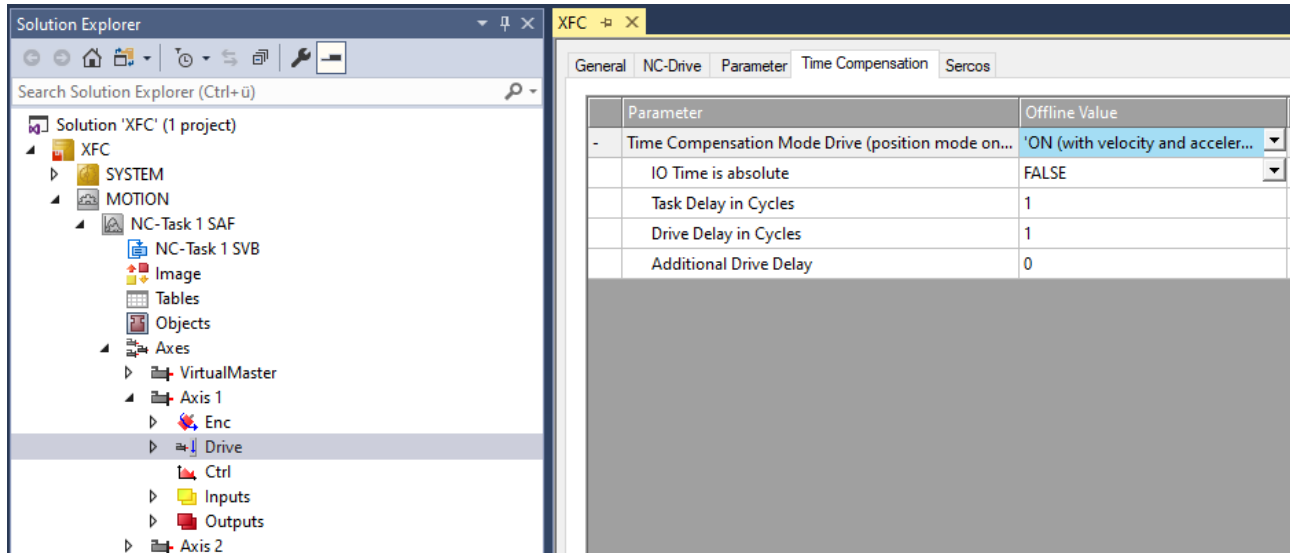 Solution Explorer
Search Solution Explorer (Ctrl+ü)
Solution 'XFC' (1 project)
XFC
SYSTEM
MOTION
NC-Task 1 SAF
NC-Task 1 SVB
Image
Tables
Objects
Axes
VirtualMaster
Axis 1
Enc
Drive
Ctrl
Inputs
Outputs
Axis 2
XFC
General NC-Drive Parameter Time Compensation Sercos
Parameter Offline Value
- Time Compensation Mode Drive (position mode on... 'ON (with velocity and acceler...
IO Time is absolute FALSE
Task Delay in Cycles 1
Drive Delay in Cycles 1
Additional Drive Delay 0